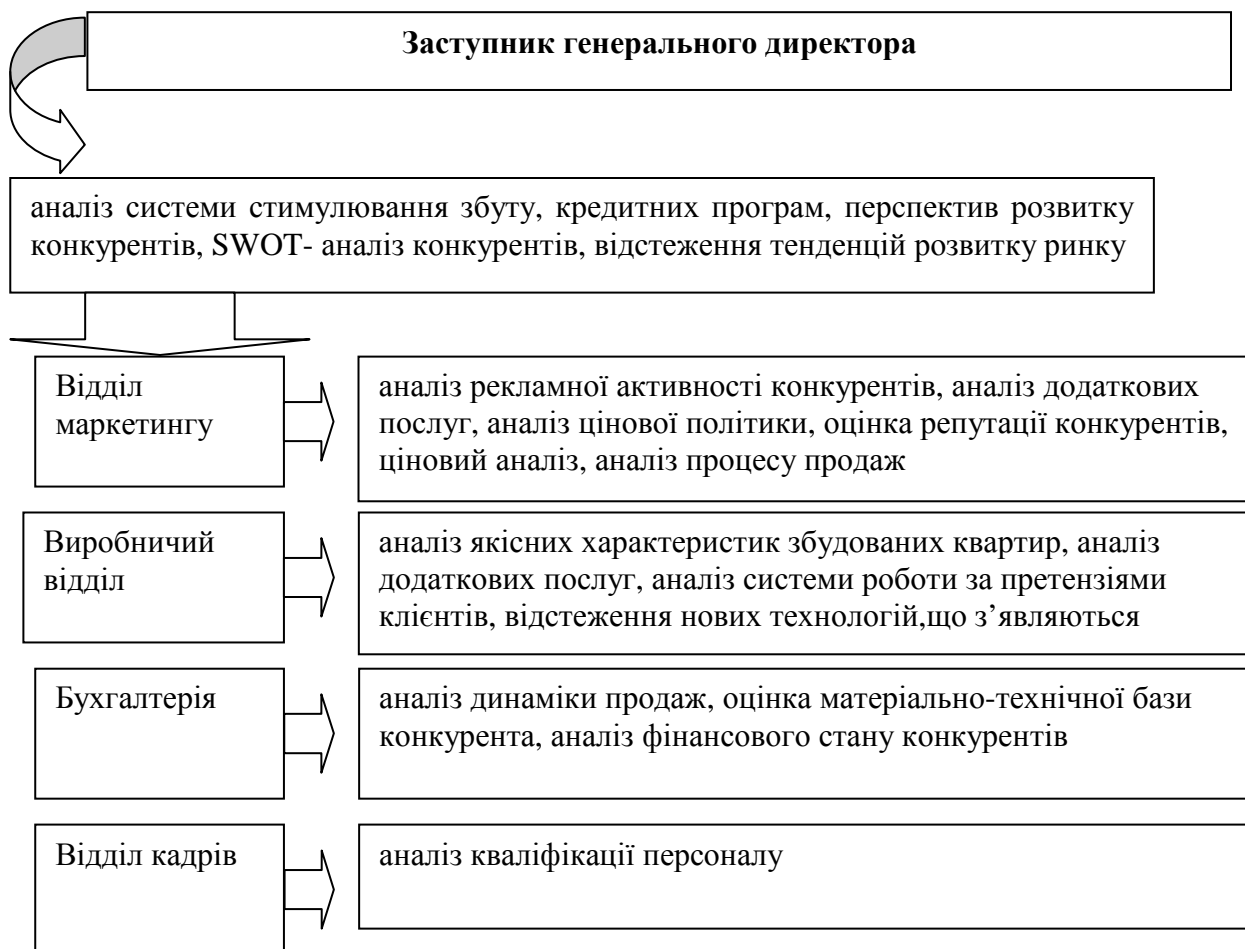 Заступник генерального директора
аналіз системи стимулювання збуту, кредитних програм, перспектив розвитку
конкурентів, SWOT- аналіз конкурентів, відстеження тенденцій розвитку ринку
Відділ
маркетингу
аналіз рекламної активності конкурентів, аналіз додаткових
послуг, аналіз цінової політики, оцінка репутації конкурентів,
ціновий аналіз, аналіз процесу продаж
Виробничий
відділ
аналіз якісних характеристик збудованих квартир, аналіз
додаткових послуг, аналіз системи роботи за претензіями
клієнтів, відстеження нових технологій,що з’являються
Бухгалтерія
аналіз динаміки продаж, оцінка матеріально-технічної бази
конкурента, аналіз фінансового стану конкурентів
Відділ кадрів
аналіз кваліфікації персоналу